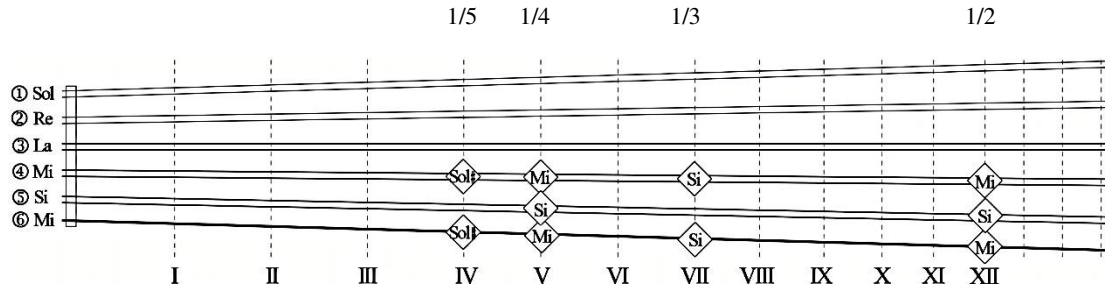 1/5 1/4 1/3 1/2
① Sol
② Re
③ La
④ Mi Sol♯ Mi Si Mi
⑤ Si Si Si
⑥ Mi Sol♯ Mi Si Mi
I II III IV V VI VII VIII IX X XI XII